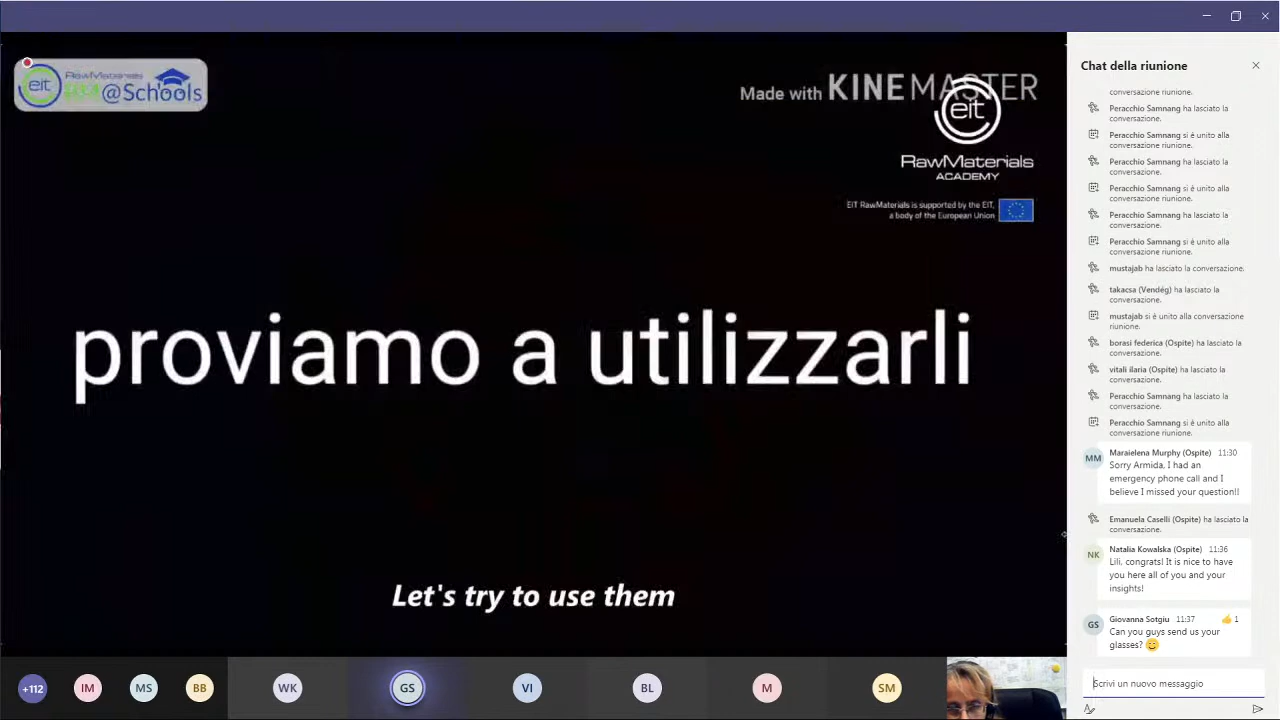 eit RawMaterials
@Schools
Made with KINEMASTER
eit
RawMaterials
ACADEMY
EIT RawMaterials is supported by the EIT,
a body of the European Union
proviamo a utilizzarli
Let's try to use them
+112
IM
MS
BB
WK
GS
VI
BL
M
SM
Chat della riunione
conversazione riunione.
Peracchio Samnang ha lasciato la
conversazione.
Peracchio Samnang si è unito alla
conversazione riunione.
Peracchio Samnang ha lasciato la
conversazione.
Peracchio Samnang si è unito alla
conversazione riunione.
Peracchio Samnang ha lasciato la
conversazione.
Peracchio Samnang si è unito alla
conversazione riunione.
mustajab ha lasciato la conversazione.
takacsa (Vendég) ha lasciato la
conversazione.
mustajab si è unito alla conversazione
riunione.
borasi federica (Ospite) ha lasciato la
conversazione.
vitali ilaria (Ospite) ha lasciato la
conversazione.
Peracchio Samnang ha lasciato la
conversazione.
Peracchio Samnang si è unito alla
conversazione riunione.
MM
Maraielena Murphy (Ospite) 11:30
Sorry Armida, I had an
emergency phone call and I
believe I missed your question!!
Emanuela Caselli (Ospite) ha lasciato la
conversazione.
NK
Natalia Kowalska (Ospite) 11:36
Lili, congrats! It is nice to have
you here all of you and your
insights!
GS
Giovanna Sotgiu 11:37 👍 1
Can you guys send us your
glasses? 😊
Scrivi un nuovo messaggio